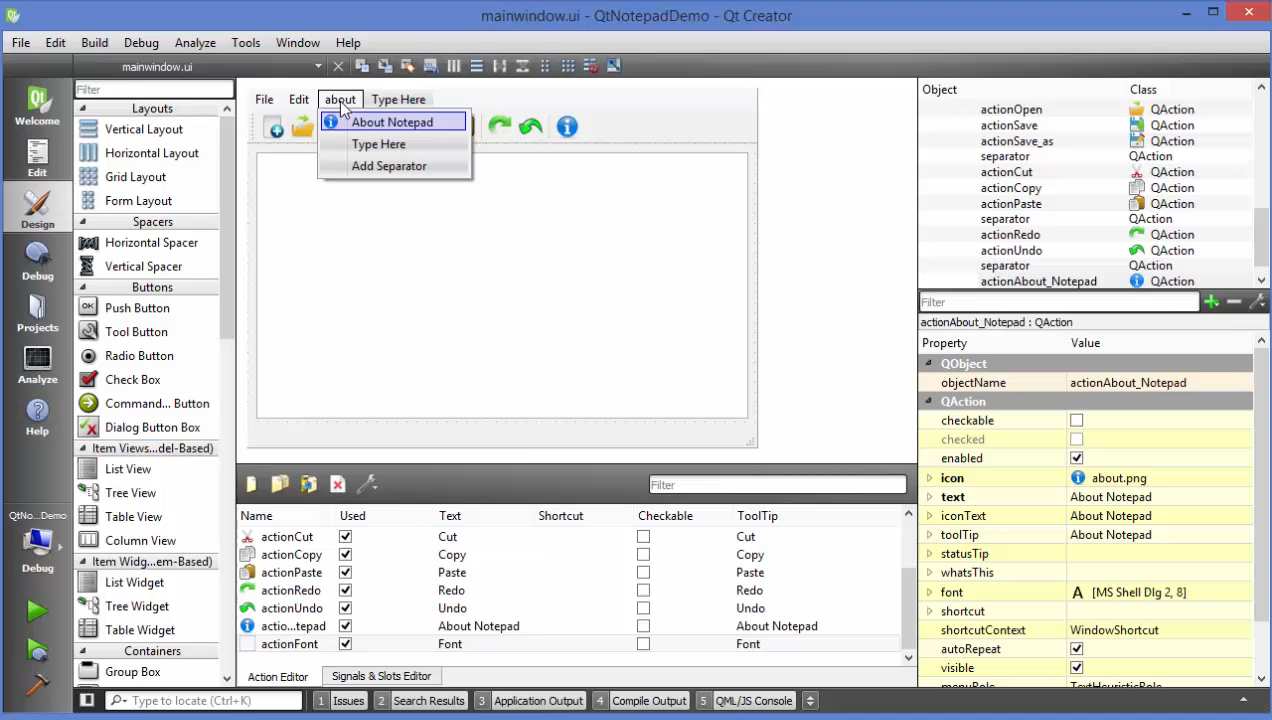 mainwindow.ui - QtNotepadDemo - Qt Creator
File Edit Build Debug Analyze Tools Window Help
mainwindow.ui
Welcome
Edit
Design
Debug
Projects
Analyze
Help
QtNo...Demo
Debug
Filter
Layouts
Vertical Layout
Horizontal Layout
Grid Layout
Form Layout
Spacers
Horizontal Spacer
Vertical Spacer
Buttons
Push Button
Tool Button
Radio Button
Check Box
Command... Button
Dialog Button Box
Item Views...del-Based)
List View
Tree View
Table View
Column View
Item Widg...em-Based)
List Widget
Tree Widget
Table Widget
Containers
Group Box
File Edit about Type Here
About Notepad
Type Here
Add Separator
Filter
Name Used Text Shortcut Checkable ToolTip
actionCut Cut Cut
actionCopy Copy Copy
actionPaste Paste Paste
actionRedo Redo Redo
actionUndo Undo Undo
actio...tepad About Notepad About Notepad
actionFont Font Font
Action Editor Signals & Slots Editor
Object Class
actionOpen QAction
actionSave QAction
actionSave_as QAction
separator QAction
actionCut QAction
actionCopy QAction
actionPaste QAction
separator QAction
actionRedo QAction
actionUndo QAction
separator QAction
actionAbout_Notepad QAction
Filter
actionAbout_Notepad : QAction
Property Value
QObject
objectName actionAbout_Notepad
QAction
checkable
checked
enabled
icon about.png
text About Notepad
iconText About Notepad
toolTip About Notepad
statusTip
whatsThis
font A [MS Shell Dlg 2, 8]
shortcut
shortcutContext WindowShortcut
autoRepeat
visible
menuRole TextHeuristicRole
Type to locate (Ctrl+K) 1 Issues 2 Search Results 3 Application Output 4 Compile Output 5 QML/JS Console